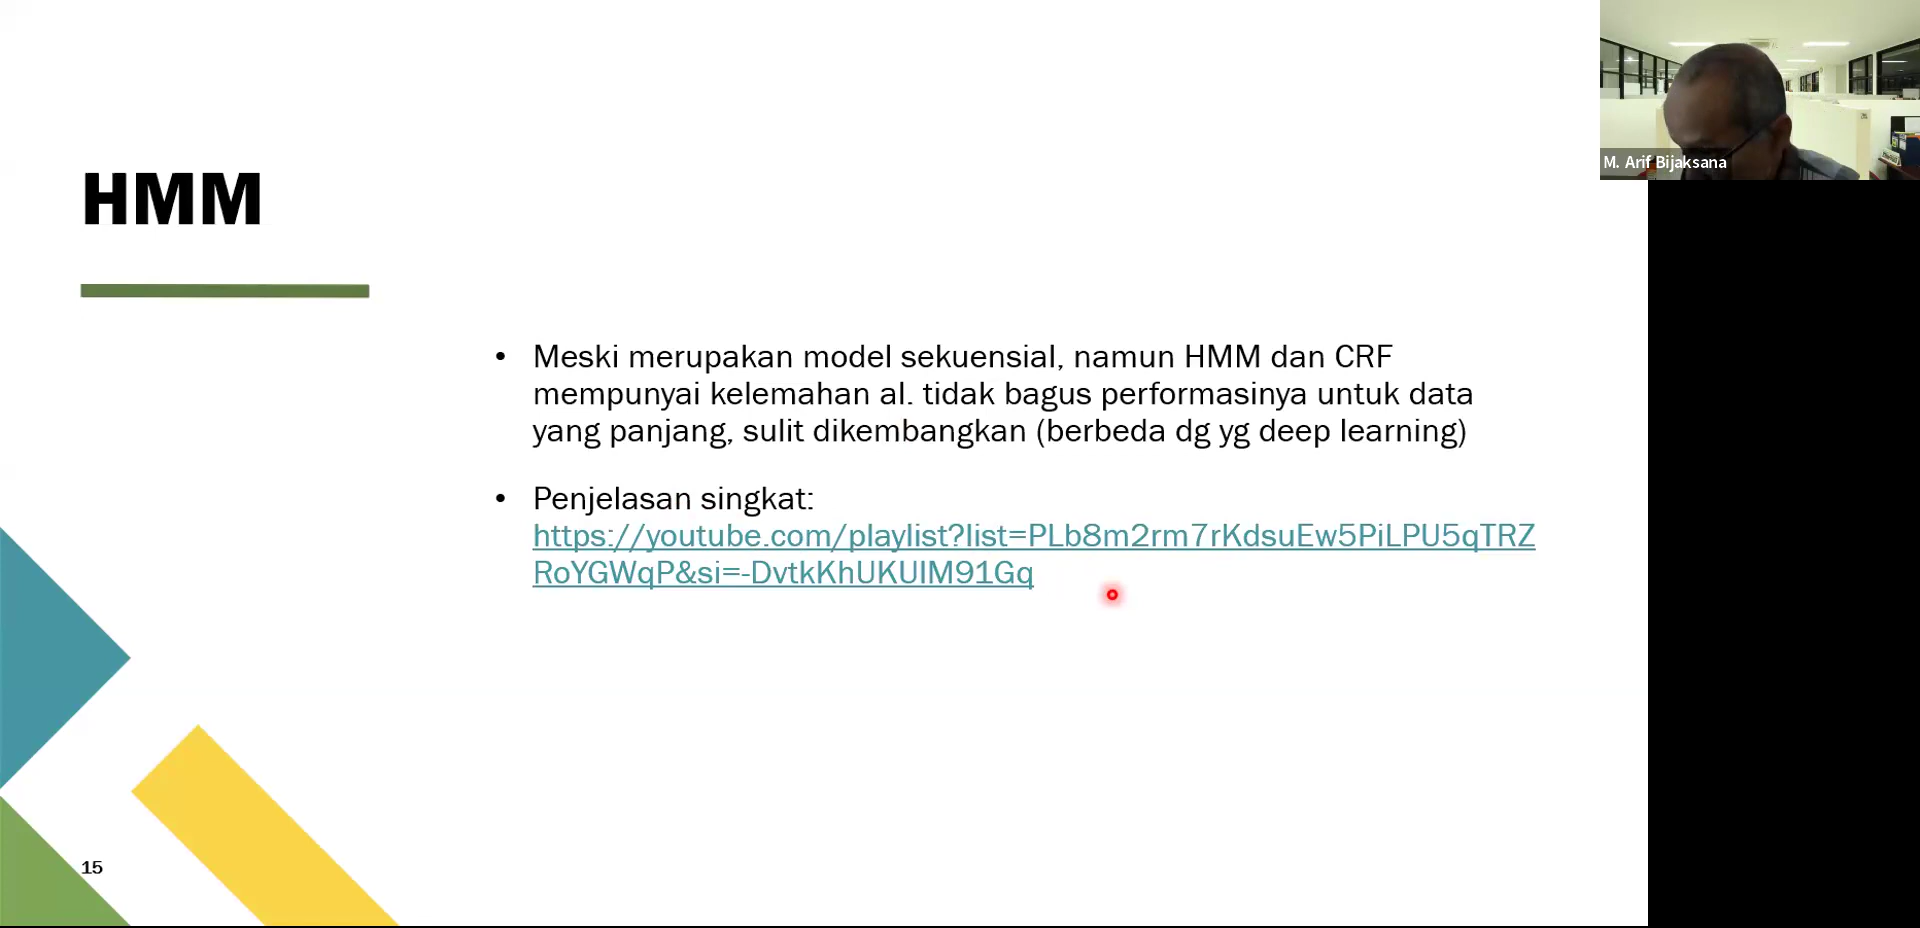 HMM
• Meski merupakan model sekuensial, namun HMM dan CRF
mempunyai kelemahan al. tidak bagus performasinya untuk data
yang panjang, sulit dikembangkan (berbeda dg yg deep learning)
• Penjelasan singkat:
https://youtube.com/playlist?list=PLb8m2rm7rKdsuEw5PiLPU5qTRZ
RoYGWqP&si=-DvtkKhUKUIM91Gq
15
M. Arif Bijaksana